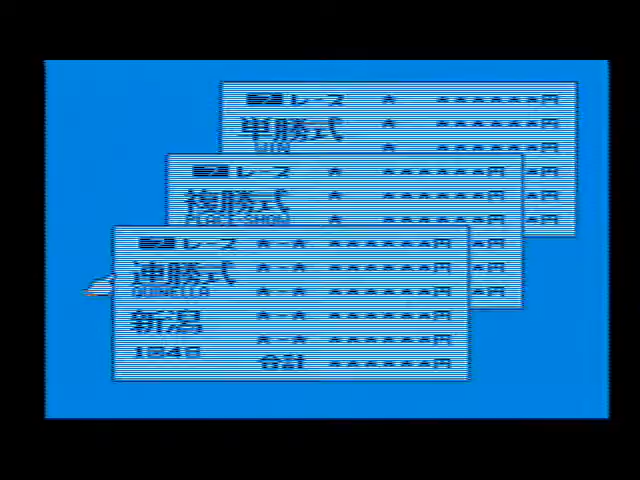 レース ☆ ☆☆☆☆☆☆円
単勝式 ☆ ☆☆☆☆☆☆円
WIN ☆ ☆☆☆☆☆☆円
レース ☆ ☆☆☆☆☆☆円
複勝式 ☆ ☆☆☆☆☆☆円
PLACE-SHOW ☆ ☆☆☆☆☆☆円
レース ☆-☆ ☆☆☆☆☆☆円
連勝式 ☆-☆ ☆☆☆☆☆☆円
QUINELLA ☆-☆ ☆☆☆☆☆☆円
新潟 ☆-☆ ☆☆☆☆☆☆円
☆-☆ ☆☆☆☆☆☆円
1回4日
合計 ☆☆☆☆☆☆円